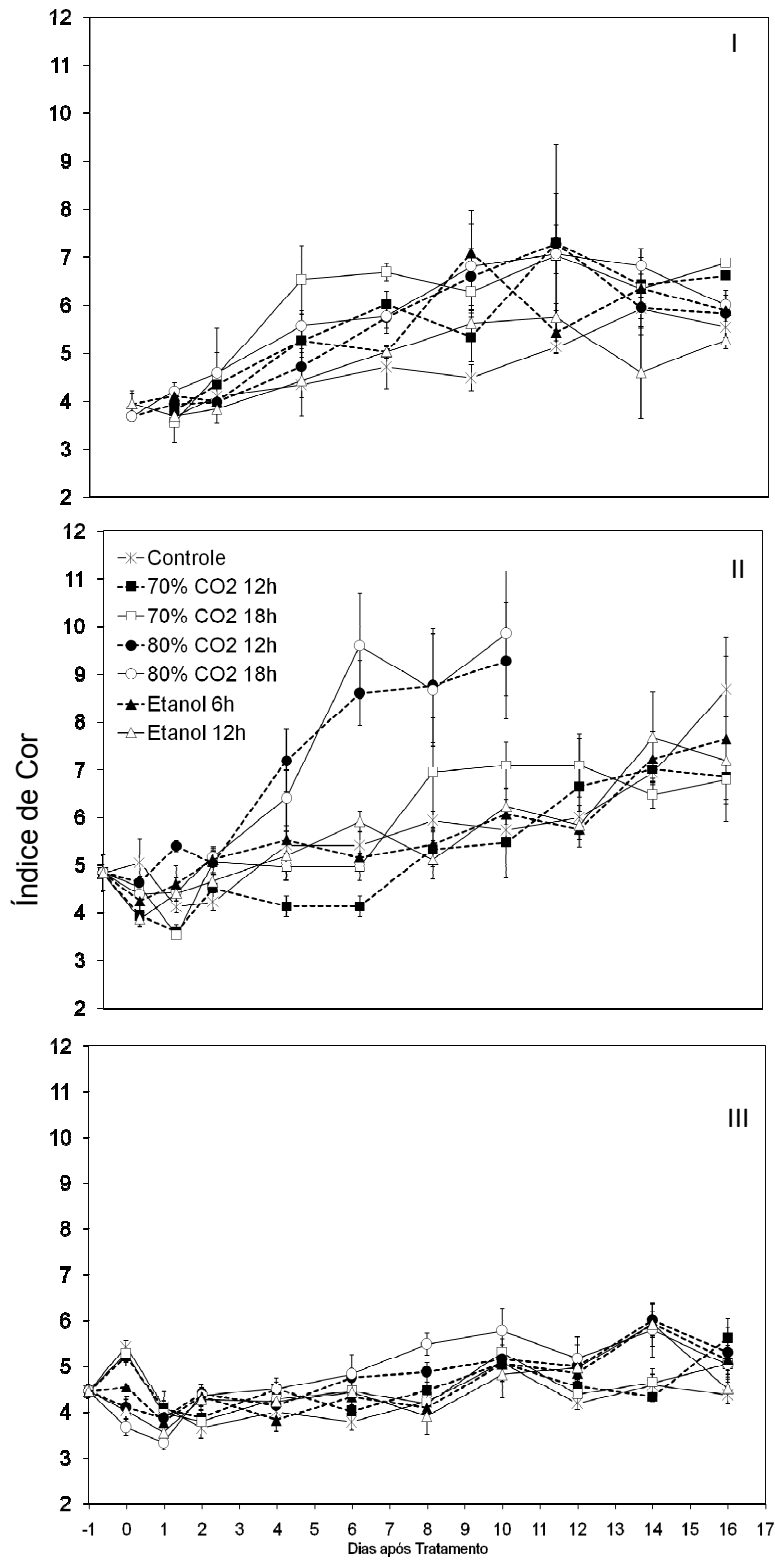 I
12
11
10
9
8
7
6
5
4
3
2
II
12
11
10
9
8
7
6
5
4
3
2
Controle
70% CO2 12h
70% CO2 18h
80% CO2 12h
80% CO2 18h
Etanol 6h
Etanol 12h
Índice de Cor
III
12
11
10
9
8
7
6
5
4
3
2
-1 0 1 2 3 4 5 6 7 8 9 10 11 12 13 14 15 16 17
Dias após Tratamento